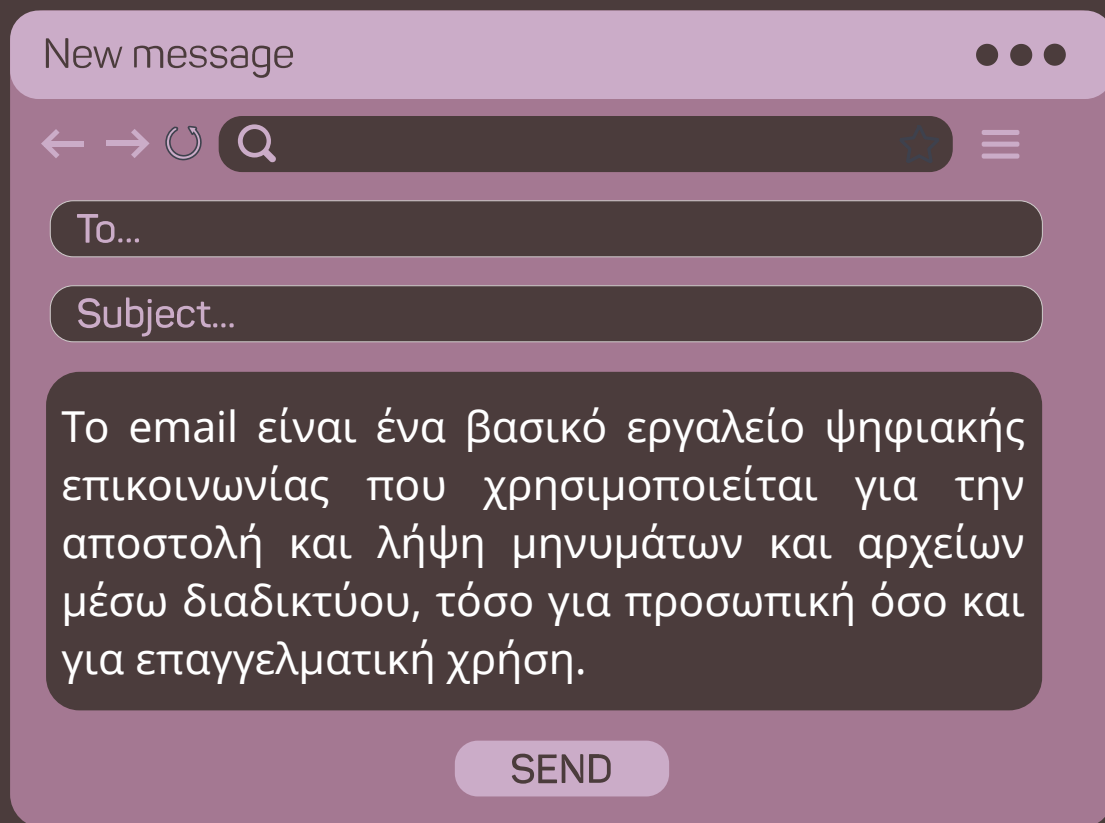 New message
To...
Subject...
Το email είναι ένα βασικό εργαλείο ψηφιακής
επικοινωνίας που χρησιμοποιείται για την
αποστολή και λήψη μηνυμάτων και αρχείων
μέσω διαδικτύου, τόσο για προσωπική όσο και
για επαγγελματική χρήση.
SEND